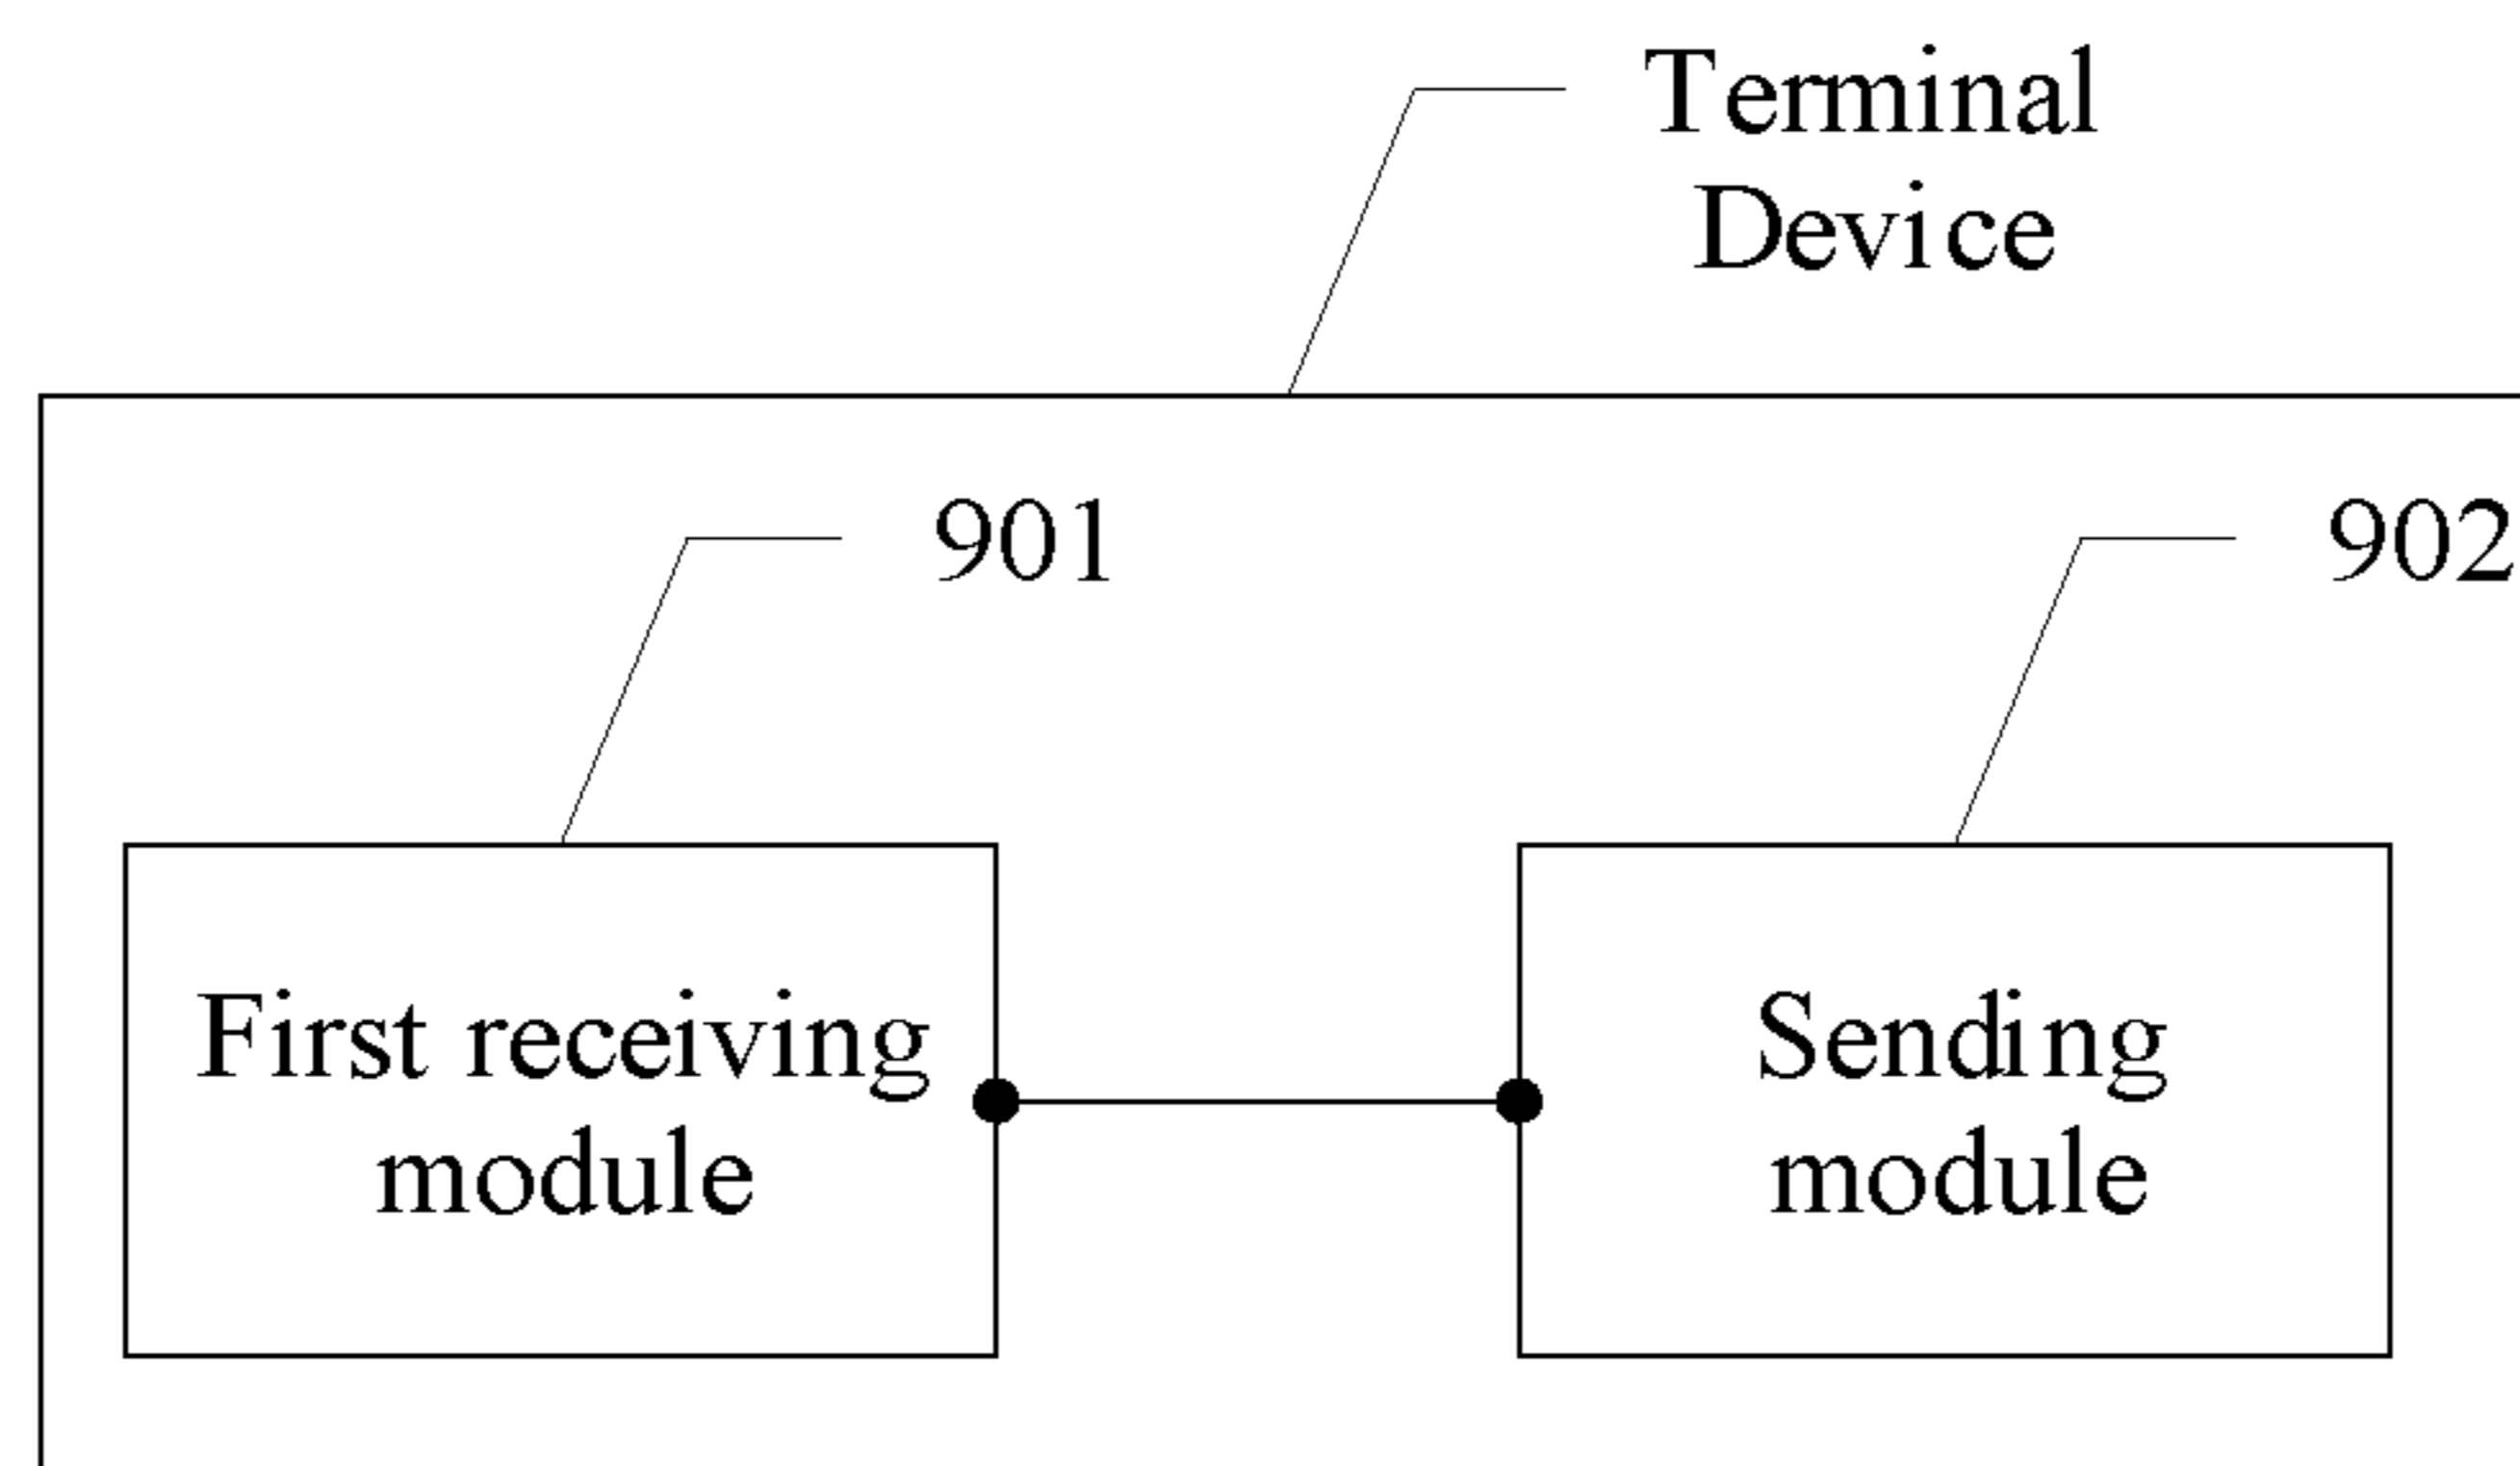 Terminal
Device
901
902
First receiving
module
Sending
module